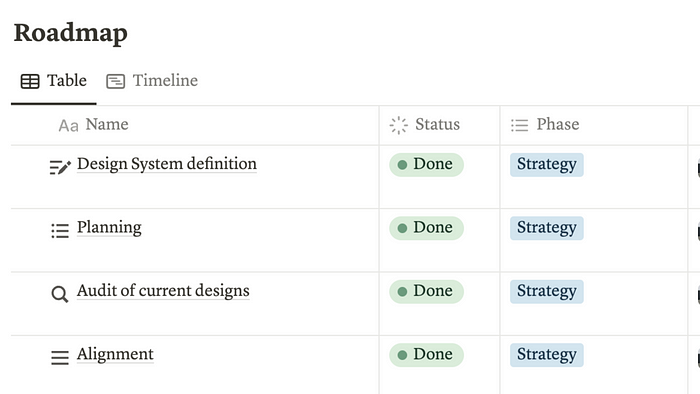 Roadmap
Table Timeline
Aa Name Status Phase
Design System definition Done Strategy
Planning Done Strategy
Audit of current designs Done Strategy
Alignment Done Strategy